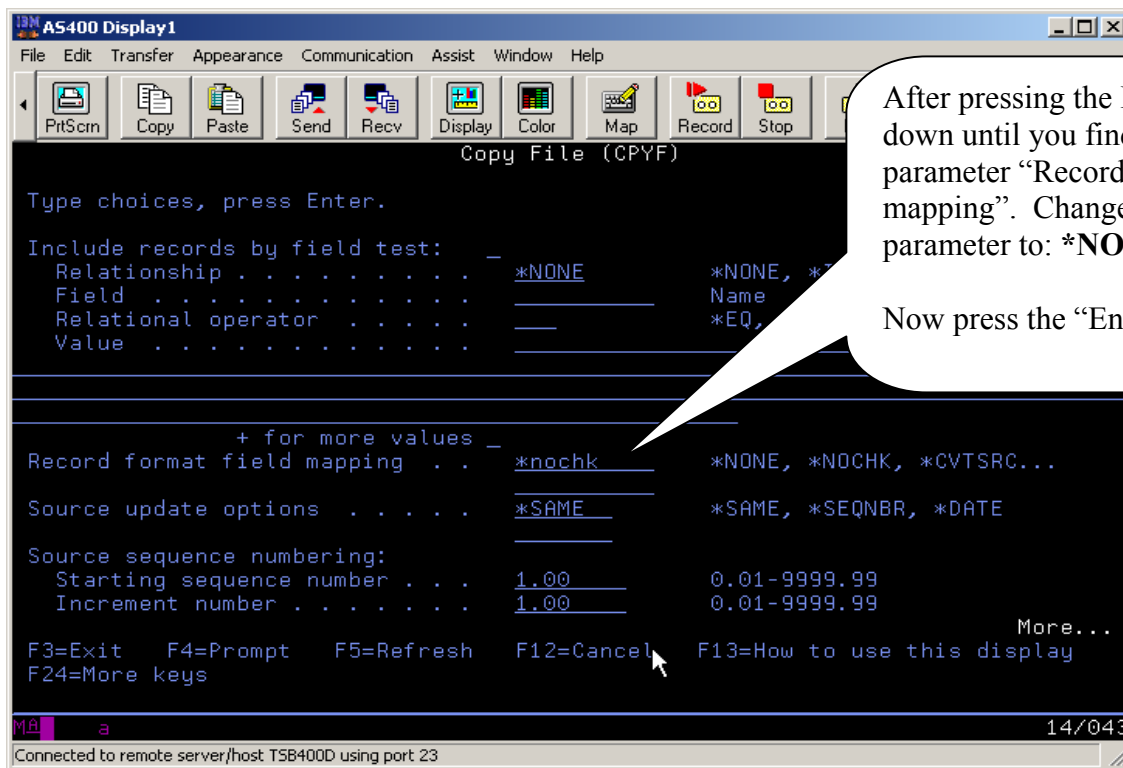 AS400 Display1
File Edit Transfer Appearance Communication Assist Window Help
PrtScrn Copy Paste Send Recv Display Color Map Record Stop
After pressing the
down until you
parameter “Record
mapping”. Change
parameter to:
Now press the
Copy File (CPYF)
Type choices, press Enter.
Include records by field test: _
Relationship . . . . . . . . . *NONE *NONE,
Field . . . . . . . . . . . . Name
Relational operator . . . . . *EQ,
Value . . . . . . . . . . . .
+ for more values _
Record format field mapping . . *nochk *NONE, *NOCHK, *CVTSRC...
Source update options . . . . . *SAME *SAME, *SEQNBR, *DATE
Source sequence numbering:
Starting sequence number . . . 1.00 0.01-9999.99
Increment number . . . . . . . 1.00 0.01-9999.99
More...
F3=Exit F4=Prompt F5=Refresh F12=Cancel F13=How to use this display
F24=More keys
MA a 14/043
Connected to remote server/host TSB400D using port 23